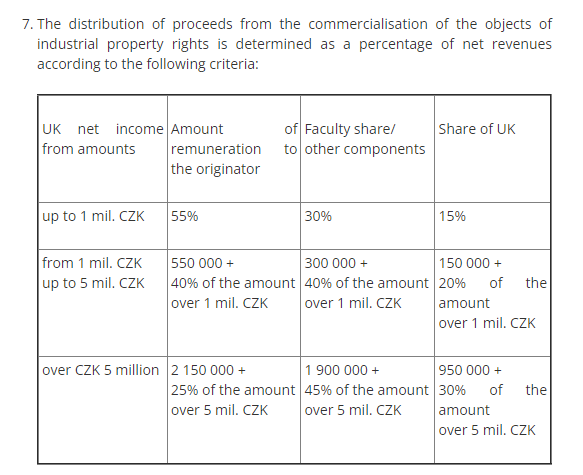 7. The distribution of proceeds from the commercialisation of the objects of
industrial property rights is determined as a percentage of net revenues
according to the following criteria:
UK net income from amounts
Amount of remuneration to the originator
Faculty share/ other components
Share of UK
up to 1 mil. CZK
55%
30%
15%
from 1 mil. CZK
up to 5 mil. CZK
550 000 +
40% of the amount
over 1 mil. CZK
300 000 +
40% of the amount
over 1 mil. CZK
150 000 +
20% of the
amount
over 1 mil. CZK
over CZK 5 million
2 150 000 +
25% of the amount
over 5 mil. CZK
1 900 000 +
45% of the amount
over 5 mil. CZK
950 000 +
30% of the
amount
over 5 mil. CZK